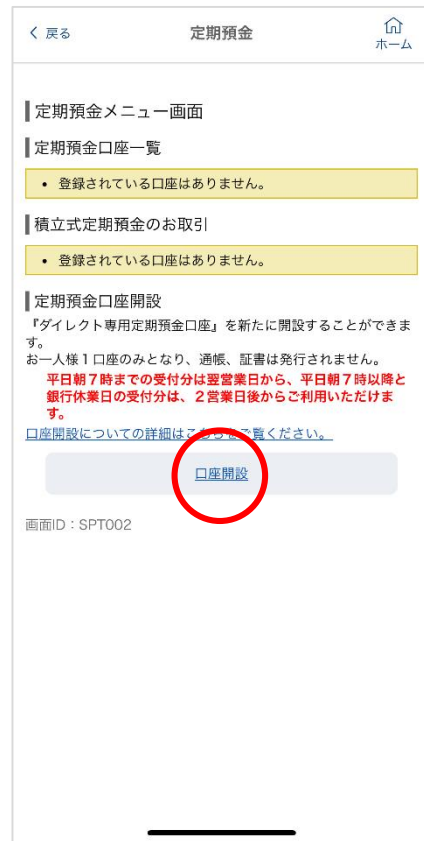 戻る 定期預金 ホーム
定期預金メニュー画面
定期預金口座一覧
• 登録されている口座はありません。
積立式定期預金のお取引
• 登録されている口座はありません。
定期預金口座開設
『ダイレクト専用定期預金口座』を新たに開設することができま
す。
お一人様１口座のみとなり、通帳、証書は発行されません。
平日朝７時までの受付分は翌営業日から、平日朝７時以降と
銀行休業日の受付分は、２営業日後からご利用いただけま
す。
口座開設についての詳細はこちらをご覧ください。
口座開設
画面ID：SPT002